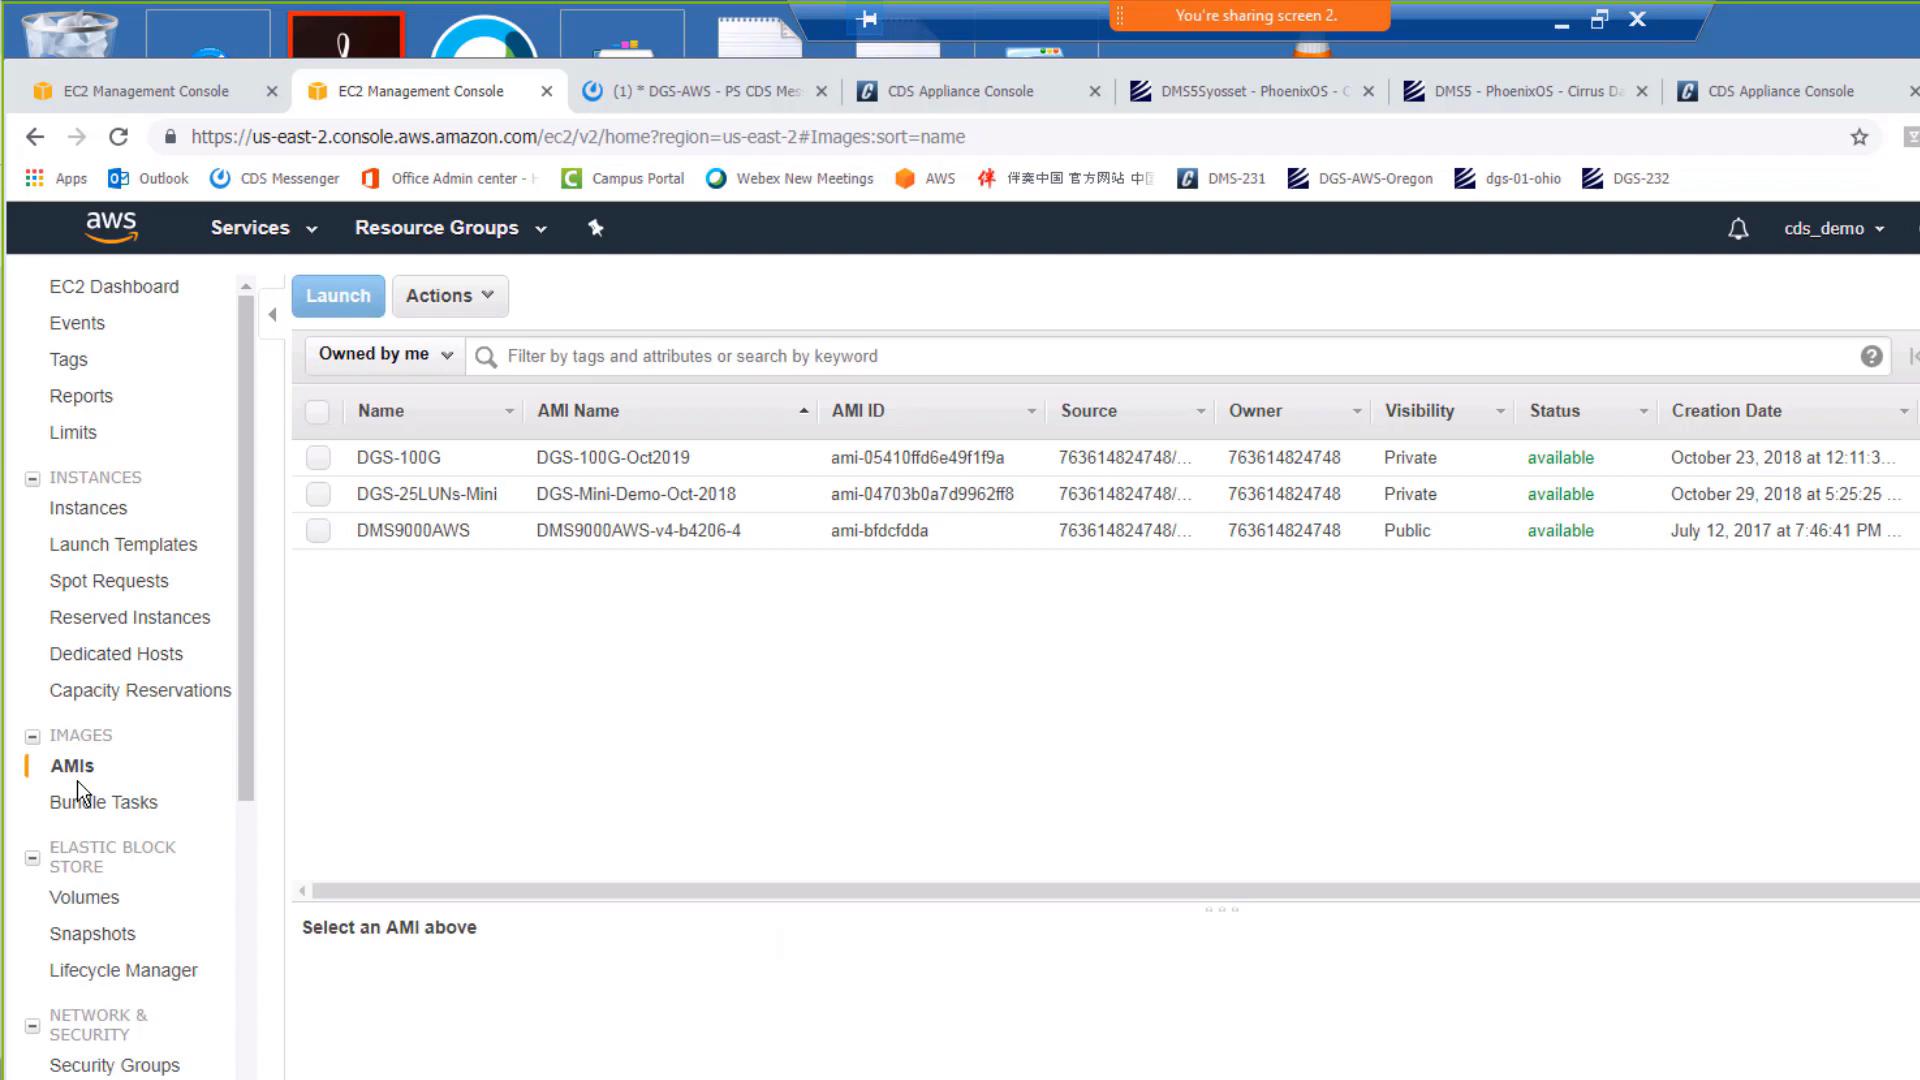 You're sharing screen 2.
EC2 Management Console
EC2 Management Console
(1) * DGS-AWS - PS CDS Mes
CDS Appliance Console
DMS5Syosset - PhoenixOS - C
DMS5 - PhoenixOS - Cirrus Da
CDS Appliance Console
https://us-east-2.console.aws.amazon.com/ec2/v2/home?region=us-east-2#Images:sort=name
Apps
Outlook
CDS Messenger
Office Admin center -
Campus Portal
Webex New Meetings
AWS
DMS-231
DGS-AWS-Oregon
dgs-01-ohio
DGS-232
aws
Services
Resource Groups
cds_demo
EC2 Dashboard
Events
Tags
Reports
Limits
INSTANCES
Instances
Launch Templates
Spot Requests
Reserved Instances
Dedicated Hosts
Capacity Reservations
IMAGES
AMIs
Bundle Tasks
ELASTIC BLOCK
STORE
Volumes
Snapshots
Lifecycle Manager
NETWORK &
SECURITY
Security Groups
Launch
Actions
Owned by me
Filter by tags and attributes or search by keyword
Name AMI Name AMI ID Source Owner Visibility Status Creation Date
DGS-100G DGS-100G-Oct2019 ami-05410ffd6e49f1f9a 763614824748/... 763614824748 Private available October 23, 2018 at 12:11:3...
DGS-25LUNs-Mini DGS-Mini-Demo-Oct-2018 ami-04703b0a7d9962ff8 763614824748/... 763614824748 Private available October 29, 2018 at 5:25:25 ...
DMS9000AWS DMS9000AWS-v4-b4206-4 ami-bfdcfdda 763614824748/... 763614824748 Public available July 12, 2017 at 7:46:41 PM ...
Select an AMI above